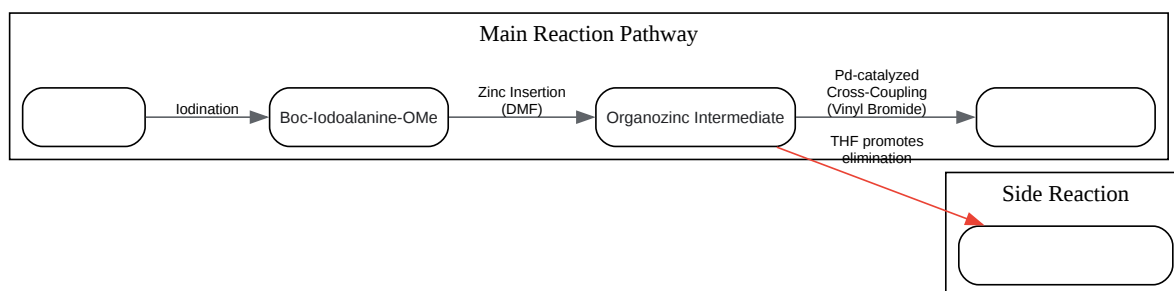 Main Reaction Pathway
Iodination
Boc-Iodoalanine-OMe
Zinc Insertion
(DMF)
Organozinc Intermediate
Pd-catalyzed
Cross-Coupling
(Vinyl Bromide)
THF promotes
elimination
Side Reaction